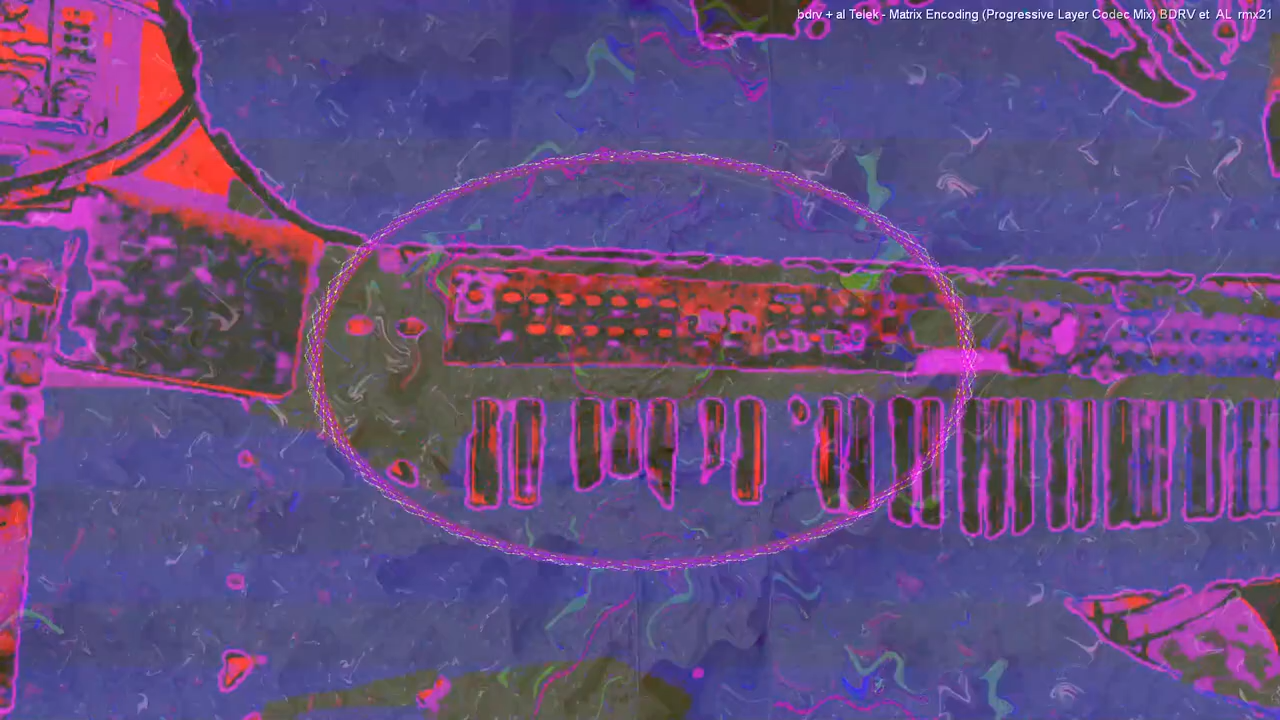 bdrv + al Telek - Matrix Encoding (Progressive Layer Codec Mix) BDRV et  AL  rmx21